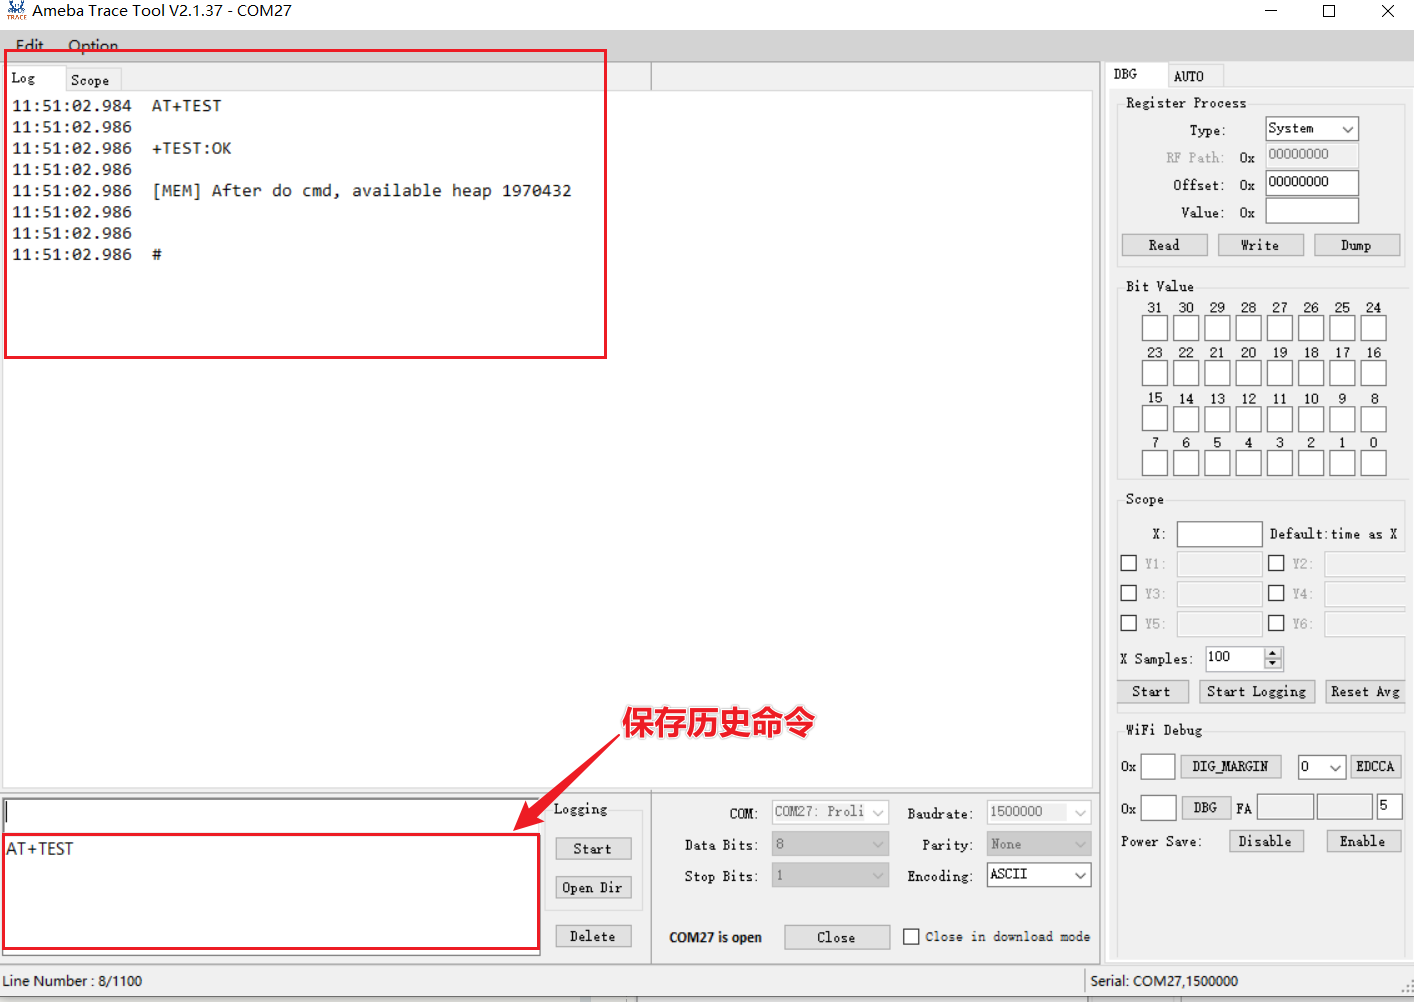 Ameba Trace Tool V2.1.37 - COM27
Edit Option
Log Scope
11:51:02.984 AT+TEST
11:51:02.986
11:51:02.986 +TEST:OK
11:51:02.986
11:51:02.986 [MEM] After do cmd, available heap 1970432
11:51:02.986
11:51:02.986
11:51:02.986 #
保存历史命令
AT+TEST
Logging
Start
Open Dir
Delete
COM: COM27: Proli Baudrate: 1500000
Data Bits: 8 Parity: None
Stop Bits: 1 Encoding: ASCII
COM27 is open Close Close in download mode
DBG AUTO
Register Process
Type: System
RF Path: 0x 00000000
Offset: 0x 00000000
Value: 0x
Read Write Dump
Bit Value
31 30 29 28 27 26 25 24
23 22 21 20 19 18 17 16
15 14 13 12 11 10 9 8
7 6 5 4 3 2 1 0
Scope
X: Default:time as X
Y1: Y2:
Y3: Y4:
Y5: Y6:
X Samples: 100
Start Start Logging Reset Avg
WiFi Debug
0x DIG_MARGIN 0 EDCCA
0x DBG FA 5
Power Save: Disable Enable
Line Number : 8/1100
Serial: COM27,1500000